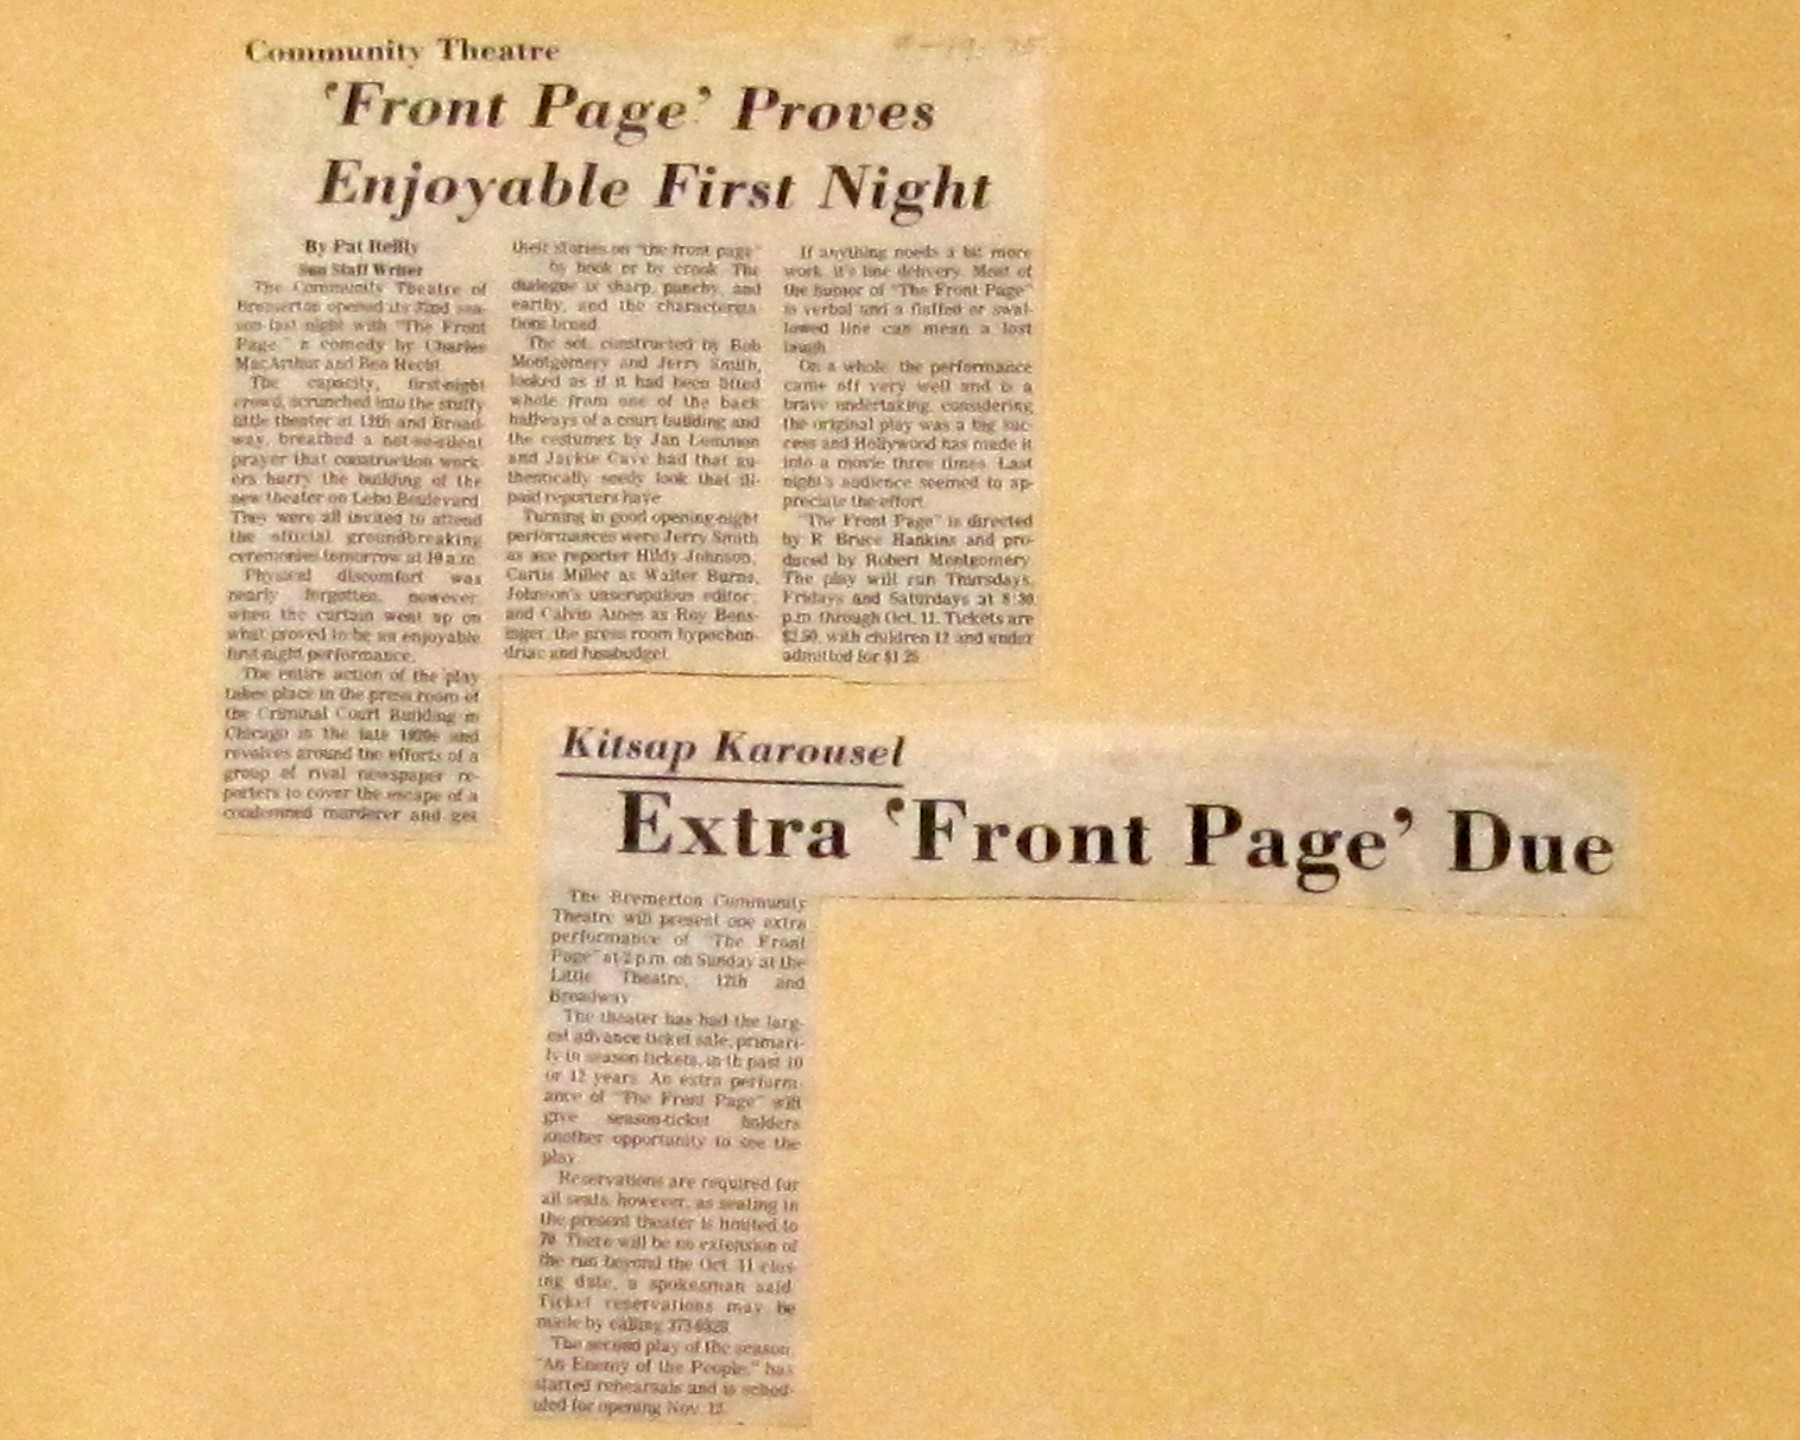 Community Theatre
'Front Page' Proves
Enjoyable First Night
By Pat Reilly
Sun Staff Writer
The Community Theatre of
Bremerton opened its 32nd sea-
son last night with "The Front
Page," a comedy by Charles
MacArthur and Ben Hecht.
The capacity, first-night
crowd, scrunched into the stuffy
little theater at 12th and Broad-
way, breathed a not-so-silent
prayer that construction work-
ers hurry the building of the
new theater on Lebo Boulevard.
They were all invited to attend
the official groundbreaking
ceremonies tomorrow at 10 a.m.
Physical discomfort was
nearly forgotten, however,
when the curtain went up on
what proved to be an enjoyable
first-night performance.
The entire action of the play
takes place in the press room of
the Criminal Court Building in
Chicago in the late 1920s and
revolves around the efforts of a
group of rival newspaper re-
porters to cover the escape of a
condemned murderer and get
their stories on "the front page"
by hook or by crook. The
dialogue is sharp, punchy, and
earthy, and the characteriza-
tions broad.
The set, constructed by Bob
Montgomery and Jerry Smith,
looked as if it had been lifted
whole from one of the back
hallways of a court building and
the costumes by Jan Lemmon
and Jackie Cave had that au-
thentically seedy look that ill-
paid reporters have.
Turning in good opening-night
performances were Jerry Smith
as ace reporter Hildy Johnson,
Curtis Miller as Walter Burns,
Johnson's unscrupulous editor;
and Calvin Ames as Roy Bens-
inger, the press room hypochon-
driac and fussbudget.
If anything needs a bit more
work, it's line delivery. Most of
the humor of "The Front Page"
is verbal and a fluffed or swal-
lowed line can mean a lost
laugh.
On a whole, the performance
came off very well and is a
brave undertaking, considering
the original play was a big suc-
cess and Hollywood has made it
into a movie three times. Last
night's audience seemed to ap-
preciate the effort.
"The Front Page" is directed
by R. Bruce Hankins and pro-
duced by Robert Montgomery.
The play will run Thursdays,
Fridays and Saturdays at 8:30
p.m. through Oct. 11. Tickets are
$2.50, with children 12 and under
admitted for $1.25.
Kitsap Karousel
Extra 'Front Page' Due
The Bremerton Community
Theatre will present one extra
performance of "The Front
Page" at 2 p.m. on Sunday at the
Little Theatre, 12th and
Broadway.
The theater has had the larg-
est advance ticket sale, primari-
ly in season tickets, in th past 10
or 12 years. An extra perform-
ance of "The Front Page" will
give season-ticket holders
another opportunity to see the
play.
Reservations are required for
all seats, however, as seating in
the present theater is limited to
70. There will be no extension of
the run beyond the Oct. 11 clos-
ing date, a spokesman said.
Ticket reservations may be
made by calling
The second play of the season,
"An Enemy of the People," has
started rehearsals and is sched-
uled for opening Nov.